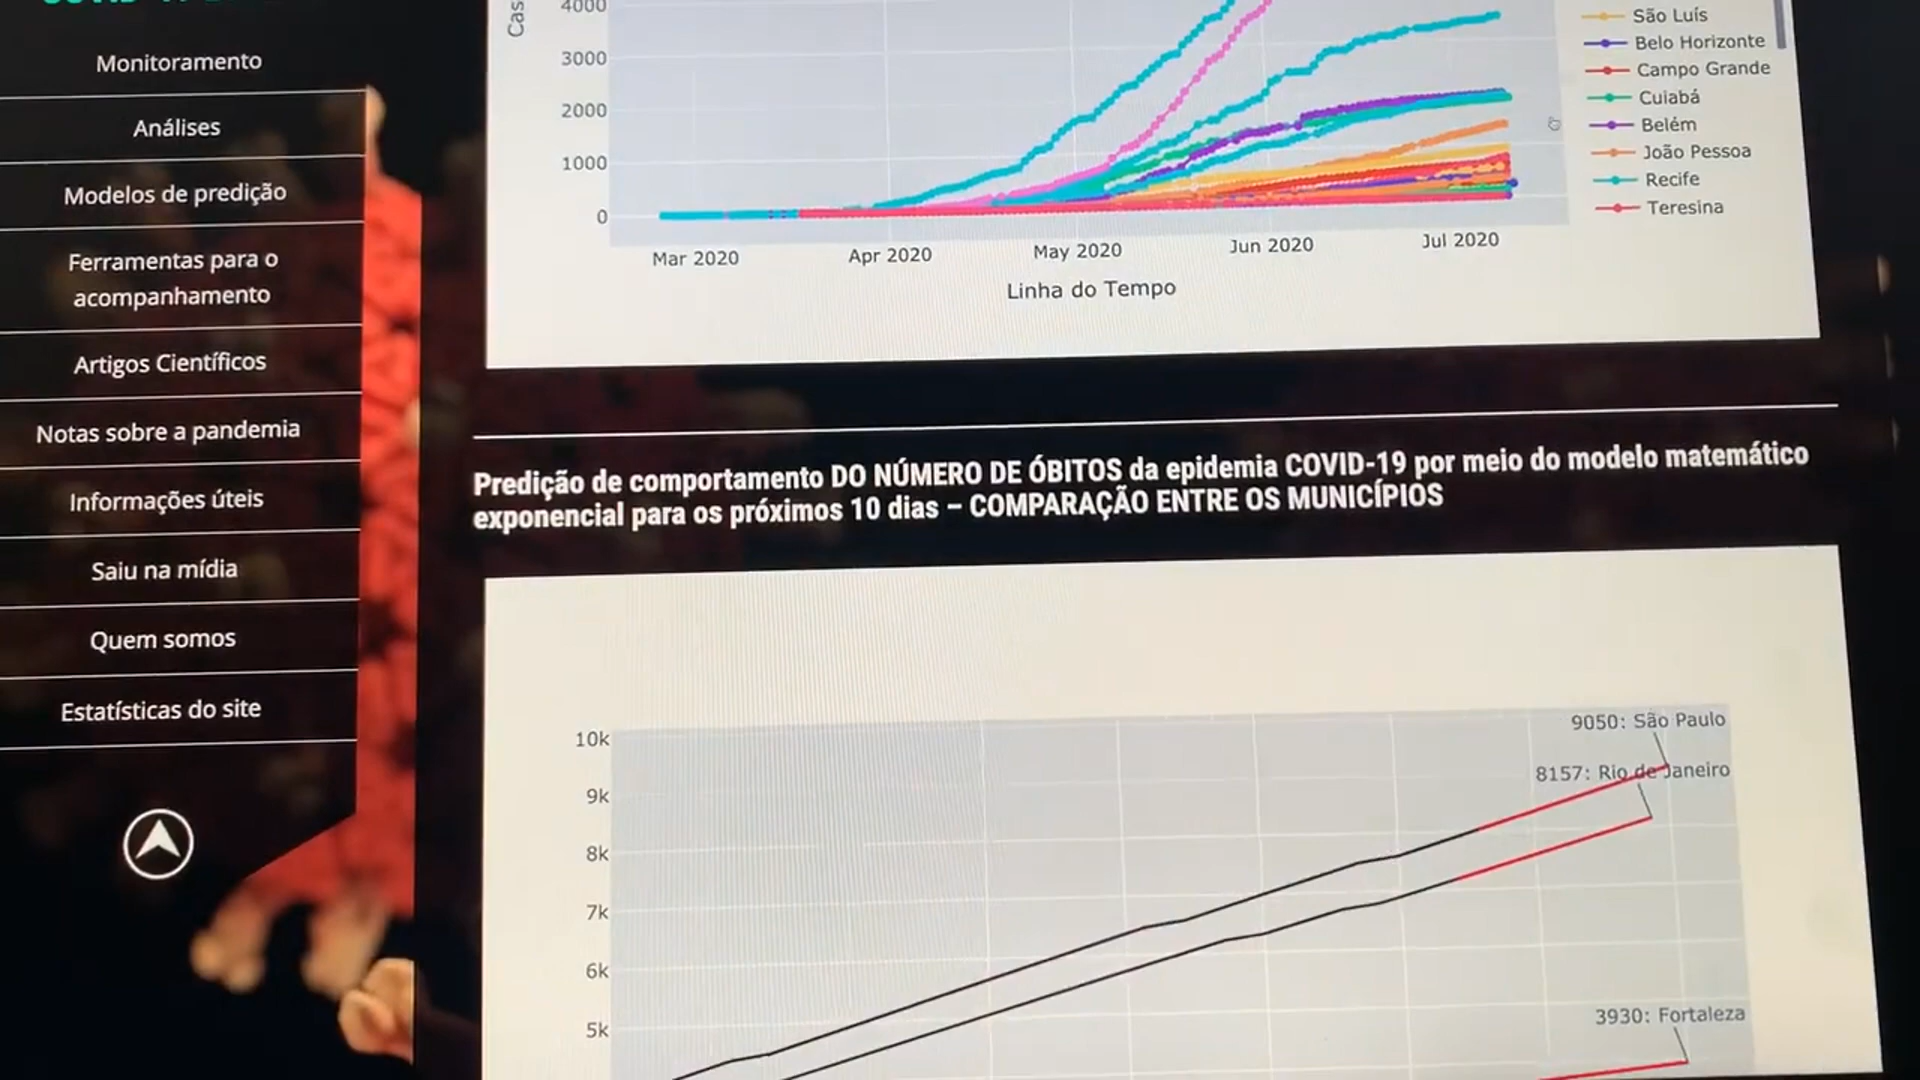 Monitoramento
Análises
Modelos de predição
Ferramentas para o
acompanhamento
Artigos Científicos
Notas sobre a pandemia
Informações úteis
Saiu na mídia
Quem somos
Estatísticas do site
Cas
4000
3000
2000
1000
0
Mar 2020
Apr 2020
May 2020
Jun 2020
Jul 2020
Linha do Tempo
São Luís
Belo Horizonte
Campo Grande
Cuiabá
Belém
João Pessoa
Recife
Teresina
Predição de comportamento DO NÚMERO DE ÓBITOS da epidemia COVID-19 por meio do modelo matemático
exponencial para os próximos 10 dias – COMPARAÇÃO ENTRE OS MUNICÍPIOS
10k
9k
8k
7k
6k
5k
9050: São Paulo
8157: Rio de Janeiro
3930: Fortaleza